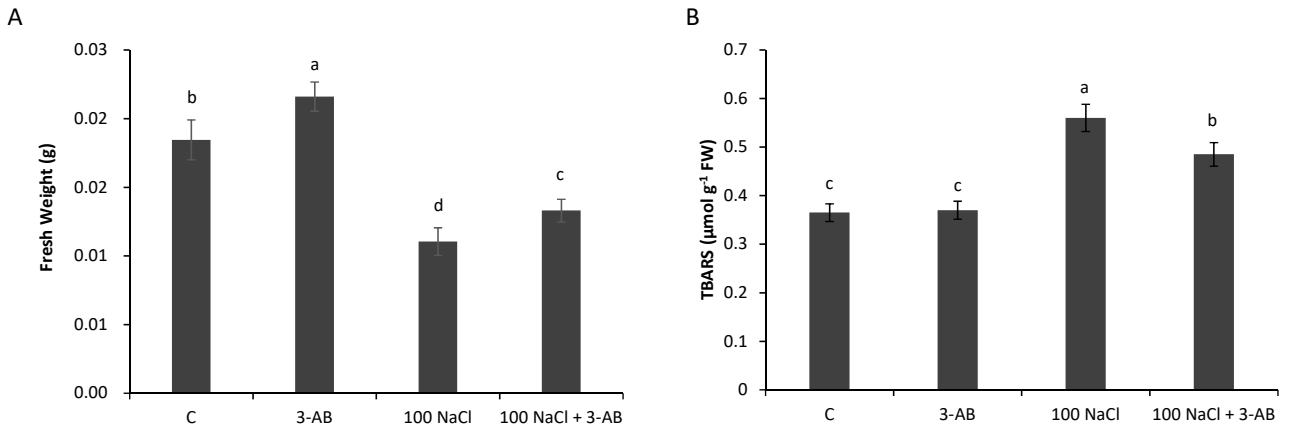 A
Fresh Weight (g)
0.03
0.02
0.02
0.01
0.01
0.00
b
a
d
c
C
3-AB
100 NaCl
100 NaCl + 3-AB
B
TBARS (µmol g⁻¹ FW)
0.7
0.6
0.5
0.4
0.3
0.2
0.1
0
c
c
a
b
C
3-AB
100 NaCl
100 NaCl + 3-AB